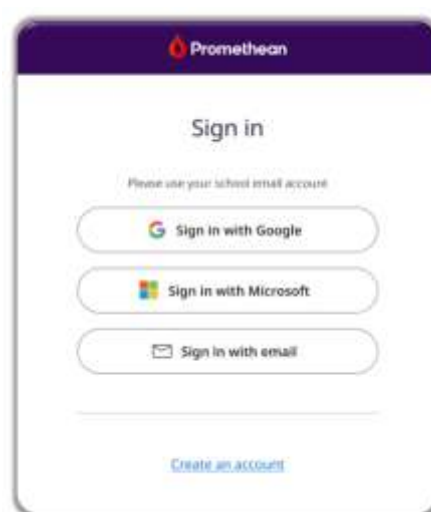 Promethean
Sign in
Please use your school email account
Sign in with Google
Sign in with Microsoft
Sign in with email
Create an account